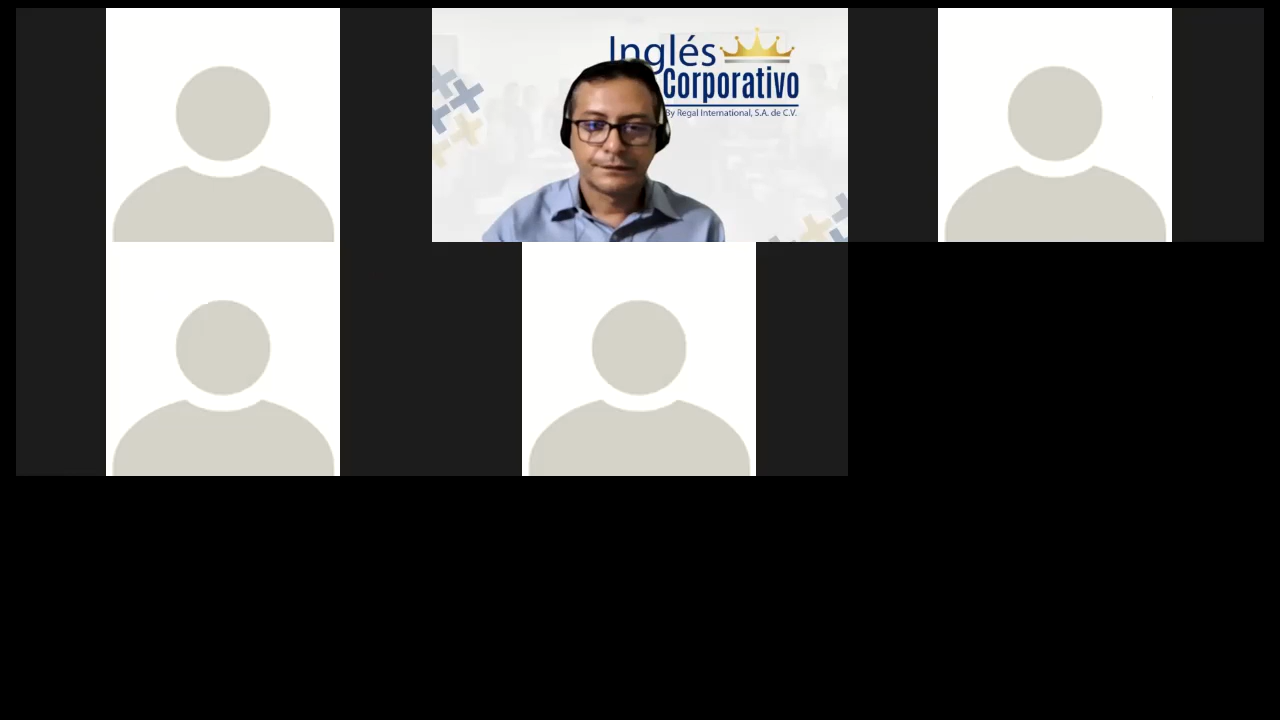 Inglés
Corporativo
By Regal International, S.A. de C.V.